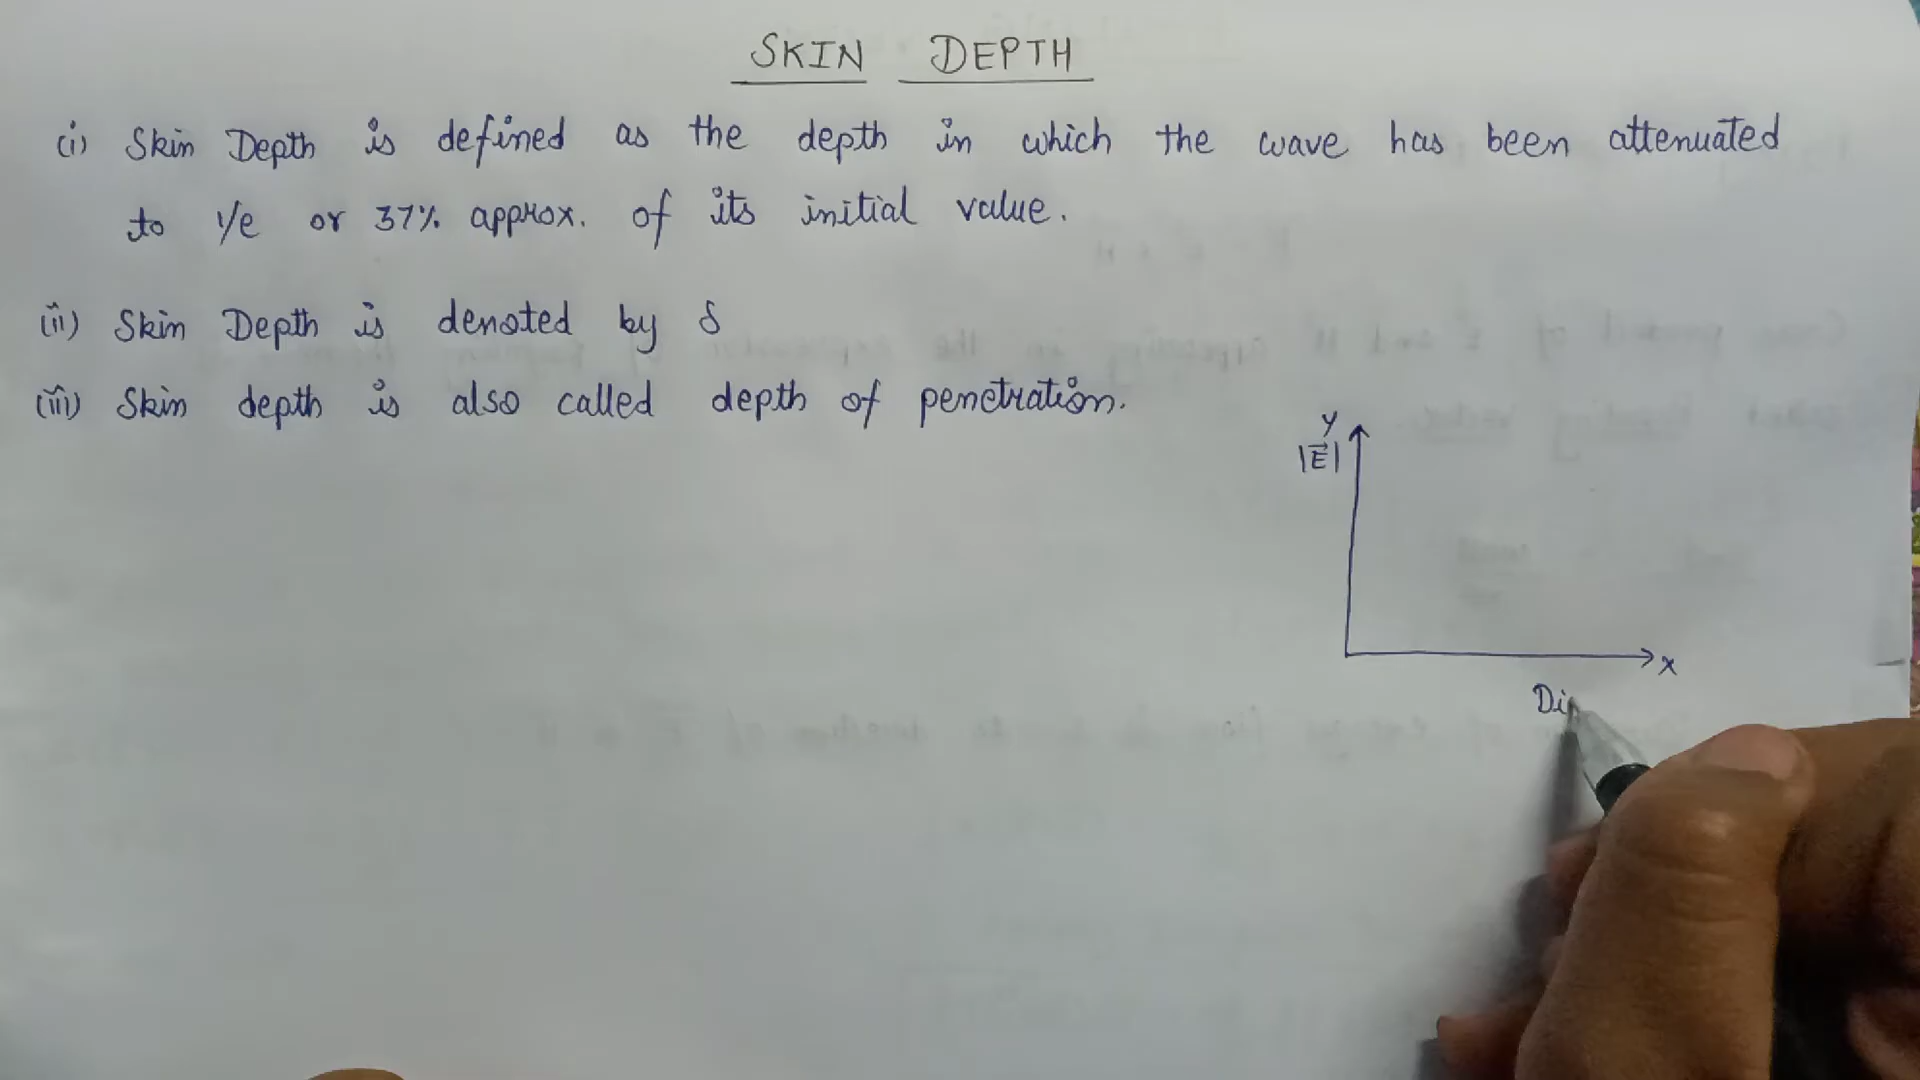 SKIN DEPTH
(i) Skin Depth is defined as the depth in which the wave has been attenuated
to 1/e or 37% approx. of its initial value.
(ii) Skin Depth is denoted by δ
(iii) Skin depth is also called depth of penetration.
y
|E⃗|
x
Di